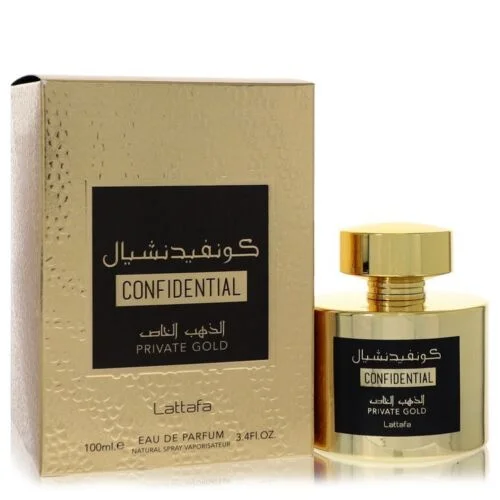 كونفيدنشيال
CONFIDENTIAL
الذهب الخاص
PRIVATE GOLD
Lattafa
100ml.e EAU DE PARFUM 3.4FL.OZ.
NATURAL SPRAY VAPORISATEUR
كونفيدنشيال
CONFIDENTIAL
الذهب الخاص
PRIVATE GOLD
Lattafa